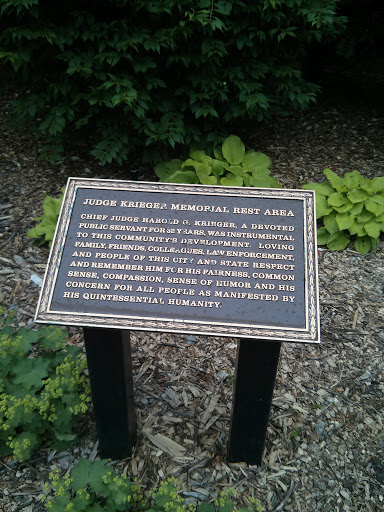 JUDGE KRIEGER MEMORIAL REST AREA
CHIEF JUDGE HAROLD G. KRIEGER, A DEVOTED
PUBLIC SERVANT FOR 32 YEARS, WAS INSTRUMENTAL
TO THIS COMMUNITY'S DEVELOPMENT. LOVING
FAMILY, FRIENDS, COLLEAGUES, LAW ENFORCEMENT,
AND PEOPLE OF THIS CITY AND STATE RESPECT
AND REMEMBER HIM FOR HIS FAIRNESS, COMMON
SENSE, COMPASSION, SENSE OF HUMOR AND HIS
CONCERN FOR ALL PEOPLE AS MANIFESTED BY
HIS QUINTESSENTIAL HUMANITY.